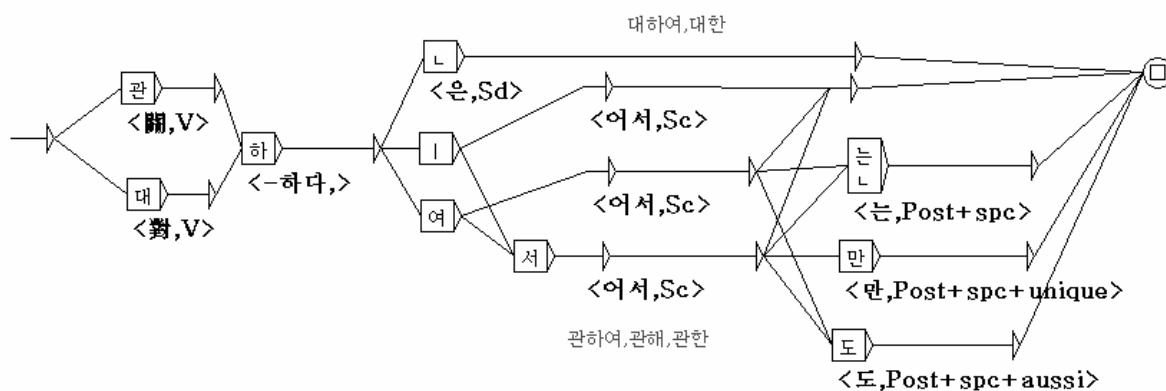 대하여,대한
ㄴ
<은,Sd>
관
<關,V>
ㅣ
<어서,Sc>
하
<-하다,>
는
ㄴ
<는,Post+spc>
대
<對,V>
여
<어서,Sc>
서
<어서,Sc>
만
<만,Post+spc+unique>
관하여,관해,관한
도
<도,Post+spc+aussi>